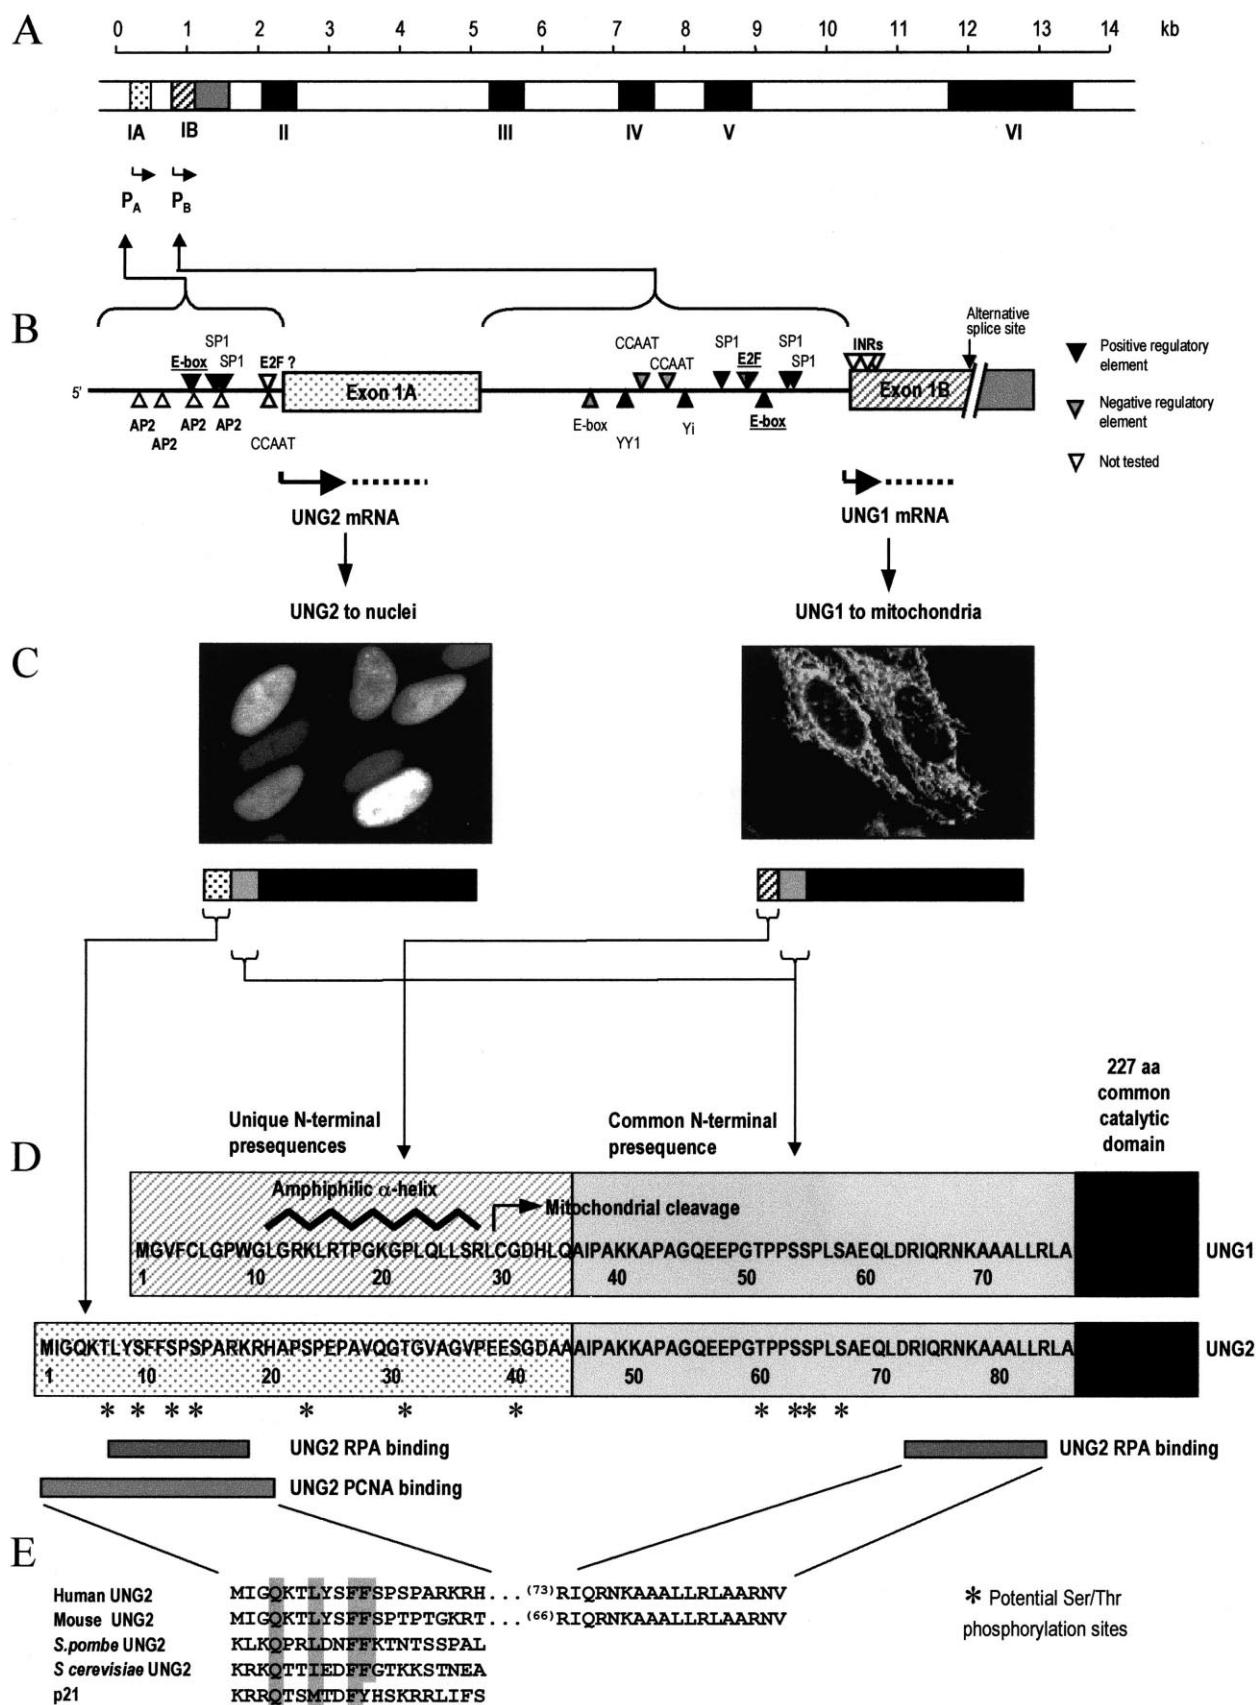 A
0 1 2 3 4 5 6 7 8 9 10 11 12 13 14 kb
IA IB II III IV V VI
PA PB
B
Alternative
splice site
SP1 CCAAT SP1 SP1 INRs
E-box SP1 E2F ? CCAAT E2F SP1
5' Exon 1A Exon 1B
AP2 AP2 AP2 E-box Yi E-box
AP2 CCAAT YY1
Positive regulatory
element
Negative regulatory
element
Not tested
UNG2 mRNA UNG1 mRNA
UNG2 to nuclei UNG1 to mitochondria
C
227 aa
common
catalytic
domain
Unique N-terminal
presequences
Common N-terminal
presequence
D
Amphiphilic α-helix
Mitochondrial cleavage
MGVFCLGPWGLGRKLRTPGKGPLQLLSRLCGDHLQAIPAKKAPAGQEEPGTPPSSPLSAEQLDRIQRNKAAALLRLA UNG1
1 10 20 30 40 50 60 70
MIGQKTLYSFFSPSPARKRHAPSPEPAVQGTGVAGVPEESGDAAAIPAKKAPAGQEEPGTPPSSPLSAEQLDRIQRNKAAALLRLA UNG2
1 10 20 30 40 50 60 70 80
* * * * * * * * * * *
UNG2 RPA binding UNG2 RPA binding
UNG2 PCNA binding
E
Human UNG2 MIGQKTLYSFFSPSPARKRH...(73)RIQRNKAAALLRLAARNV
Mouse UNG2 MIGQKTLYSFFSPTPTGKRT...(66)RIQRNKAAALLRLAARNV
S.pombe UNG2 KLKQPRLDNFFKTNTSSPAL
S cerevisiae UNG2 KRKQTTIEDFFGTKKSTNEA
p21 KRRQTSMTDFYHSKRRLIFS
* Potential Ser/Thr
phosphorylation sites